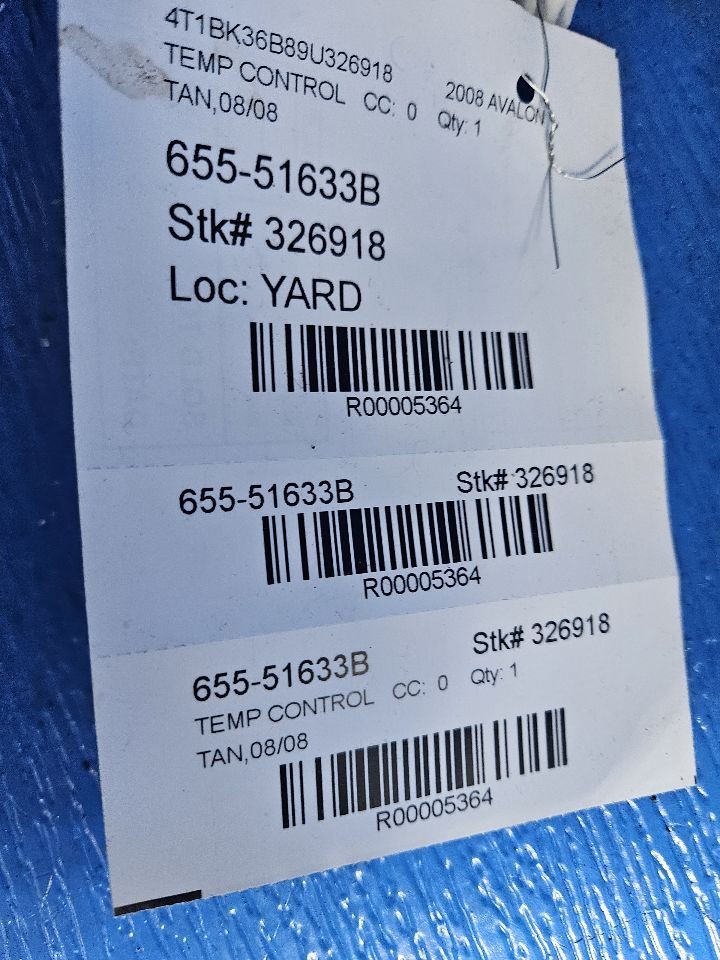 4T1BK36B89U326918 2008 AVALON
TEMP CONTROL CC: 0 Qty: 1
TAN,08/08
655-51633B
Stk# 326918
Loc: YARD
R00005364
655-51633B Stk# 326918
R00005364
655-51633B Stk# 326918
TEMP CONTROL CC: 0 Qty: 1
TAN,08/08
R00005364